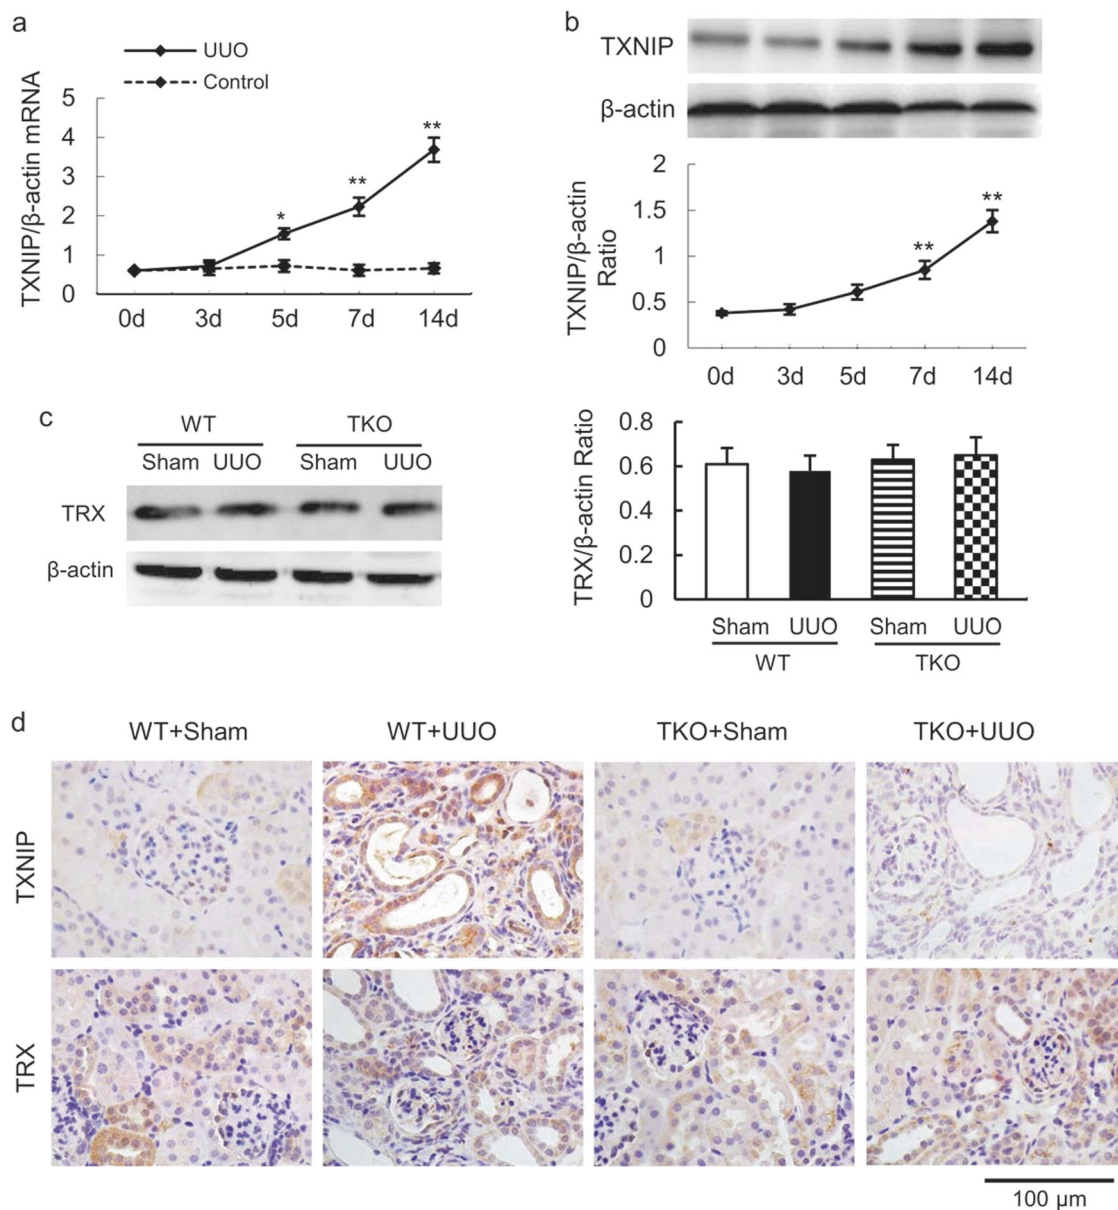 a
UUO
Control
TXNIP/β-actin mRNA
5
4
3
2
1
0
*
**
**
0d 3d 5d 7d 14d
b
TXNIP
β-actin
TXNIP/β-actin
Ratio
2
1.5
1
0.5
0
**
**
0d 3d 5d 7d 14d
c
WT TKO
Sham UUO Sham UUO
TRX
β-actin
TRX/β-actin Ratio
0.8
0.6
0.4
0.2
0
Sham UUO Sham UUO
WT TKO
d
WT+Sham WT+UUO TKO+Sham TKO+UUO
TXNIP
TRX
100 µm